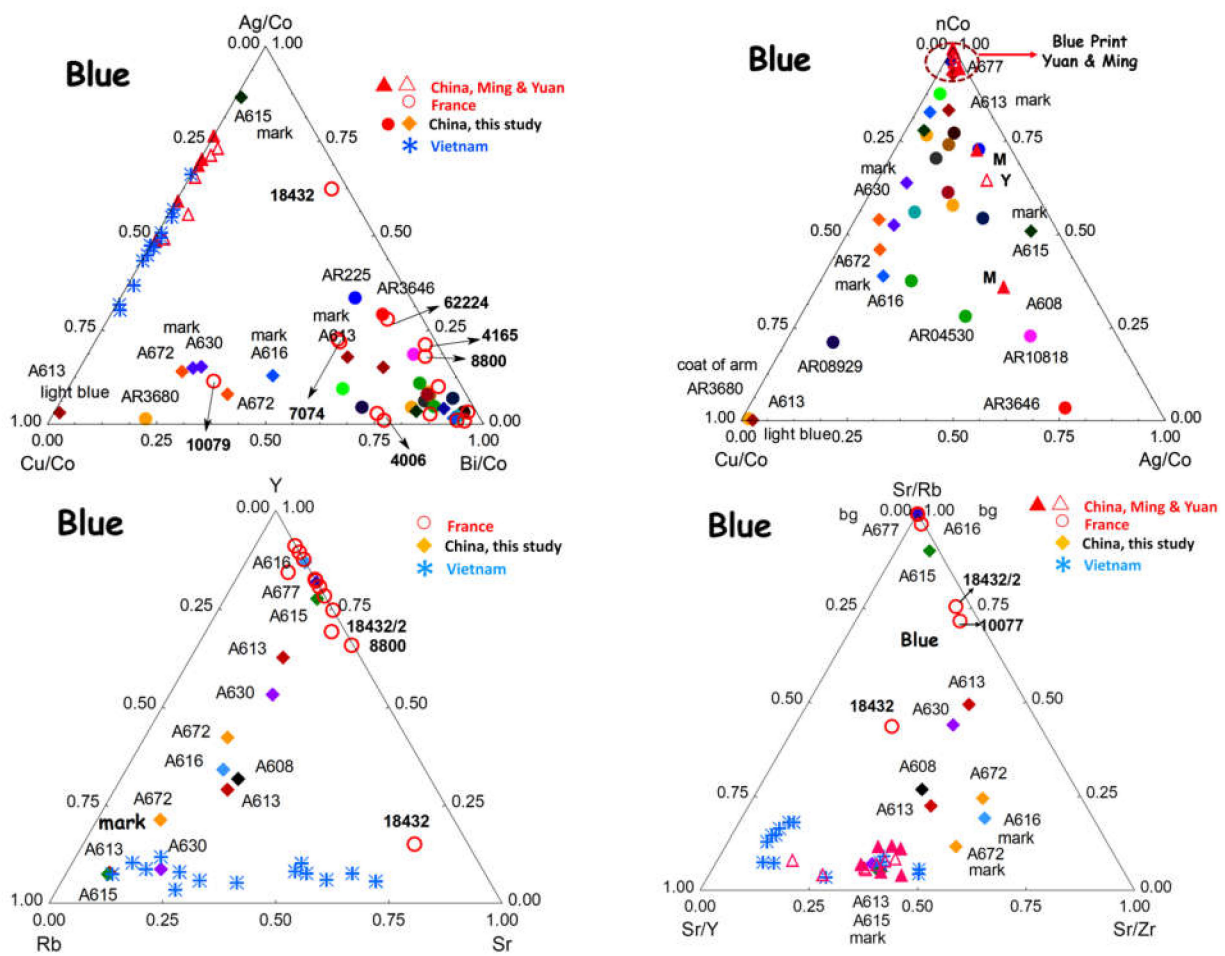 Ag/Co
0.00 1.00
Blue
A615
mark
China, Ming & Yuan
France
China, this study
Vietnam
0.25
0.75
18432
0.50
0.50
AR225
AR3646
62224
mark
A613
0.75
0.25
4165
8800
mark
A630
A672
mark
A616
A613
light blue
AR3680
A672
7074
10079
4006
1.00
0.00
0.00
0.25
0.50
0.75
1.00
Cu/Co
Bi/Co
nCo
0.00 1.00
Blue
Blue Print
Yuan & Ming
A677
A613 mark
0.25
0.75
M
Y
mark
A630
0.50
0.50
mark
A615
A672
mark
A616
M
A608
0.75
0.25
AR04530
AR08929
AR10818
coat of arm
AR3680
A613
light blue
AR3646
1.00
0.00
0.00
0.25
0.50
0.75
1.00
Cu/Co
Ag/Co
Y
0.00 1.00
Blue
France
China, this study
Vietnam
A616
A677
A615
0.25
0.75
18432/2
8800
A613
A630
0.50
0.50
A672
A616
A608
A613
A672
mark
0.75
0.25
18432
A613
A630
A615
1.00
0.00
0.00
0.25
0.50
0.75
1.00
Rb
Sr
Sr/Rb
bg
0.00 1.00
bg
A677
A616
Blue
China, Ming & Yuan
France
China, this study
Vietnam
A615
18432/2
0.25
0.75
10077
Blue
A613
18432
A630
0.50
0.50
A608
A672
A613
0.75
0.25
A616
mark
A672
mark
1.00
0.00
A613
A615
mark
0.00
0.25
0.50
0.75
1.00
Sr/Y
Sr/Zr